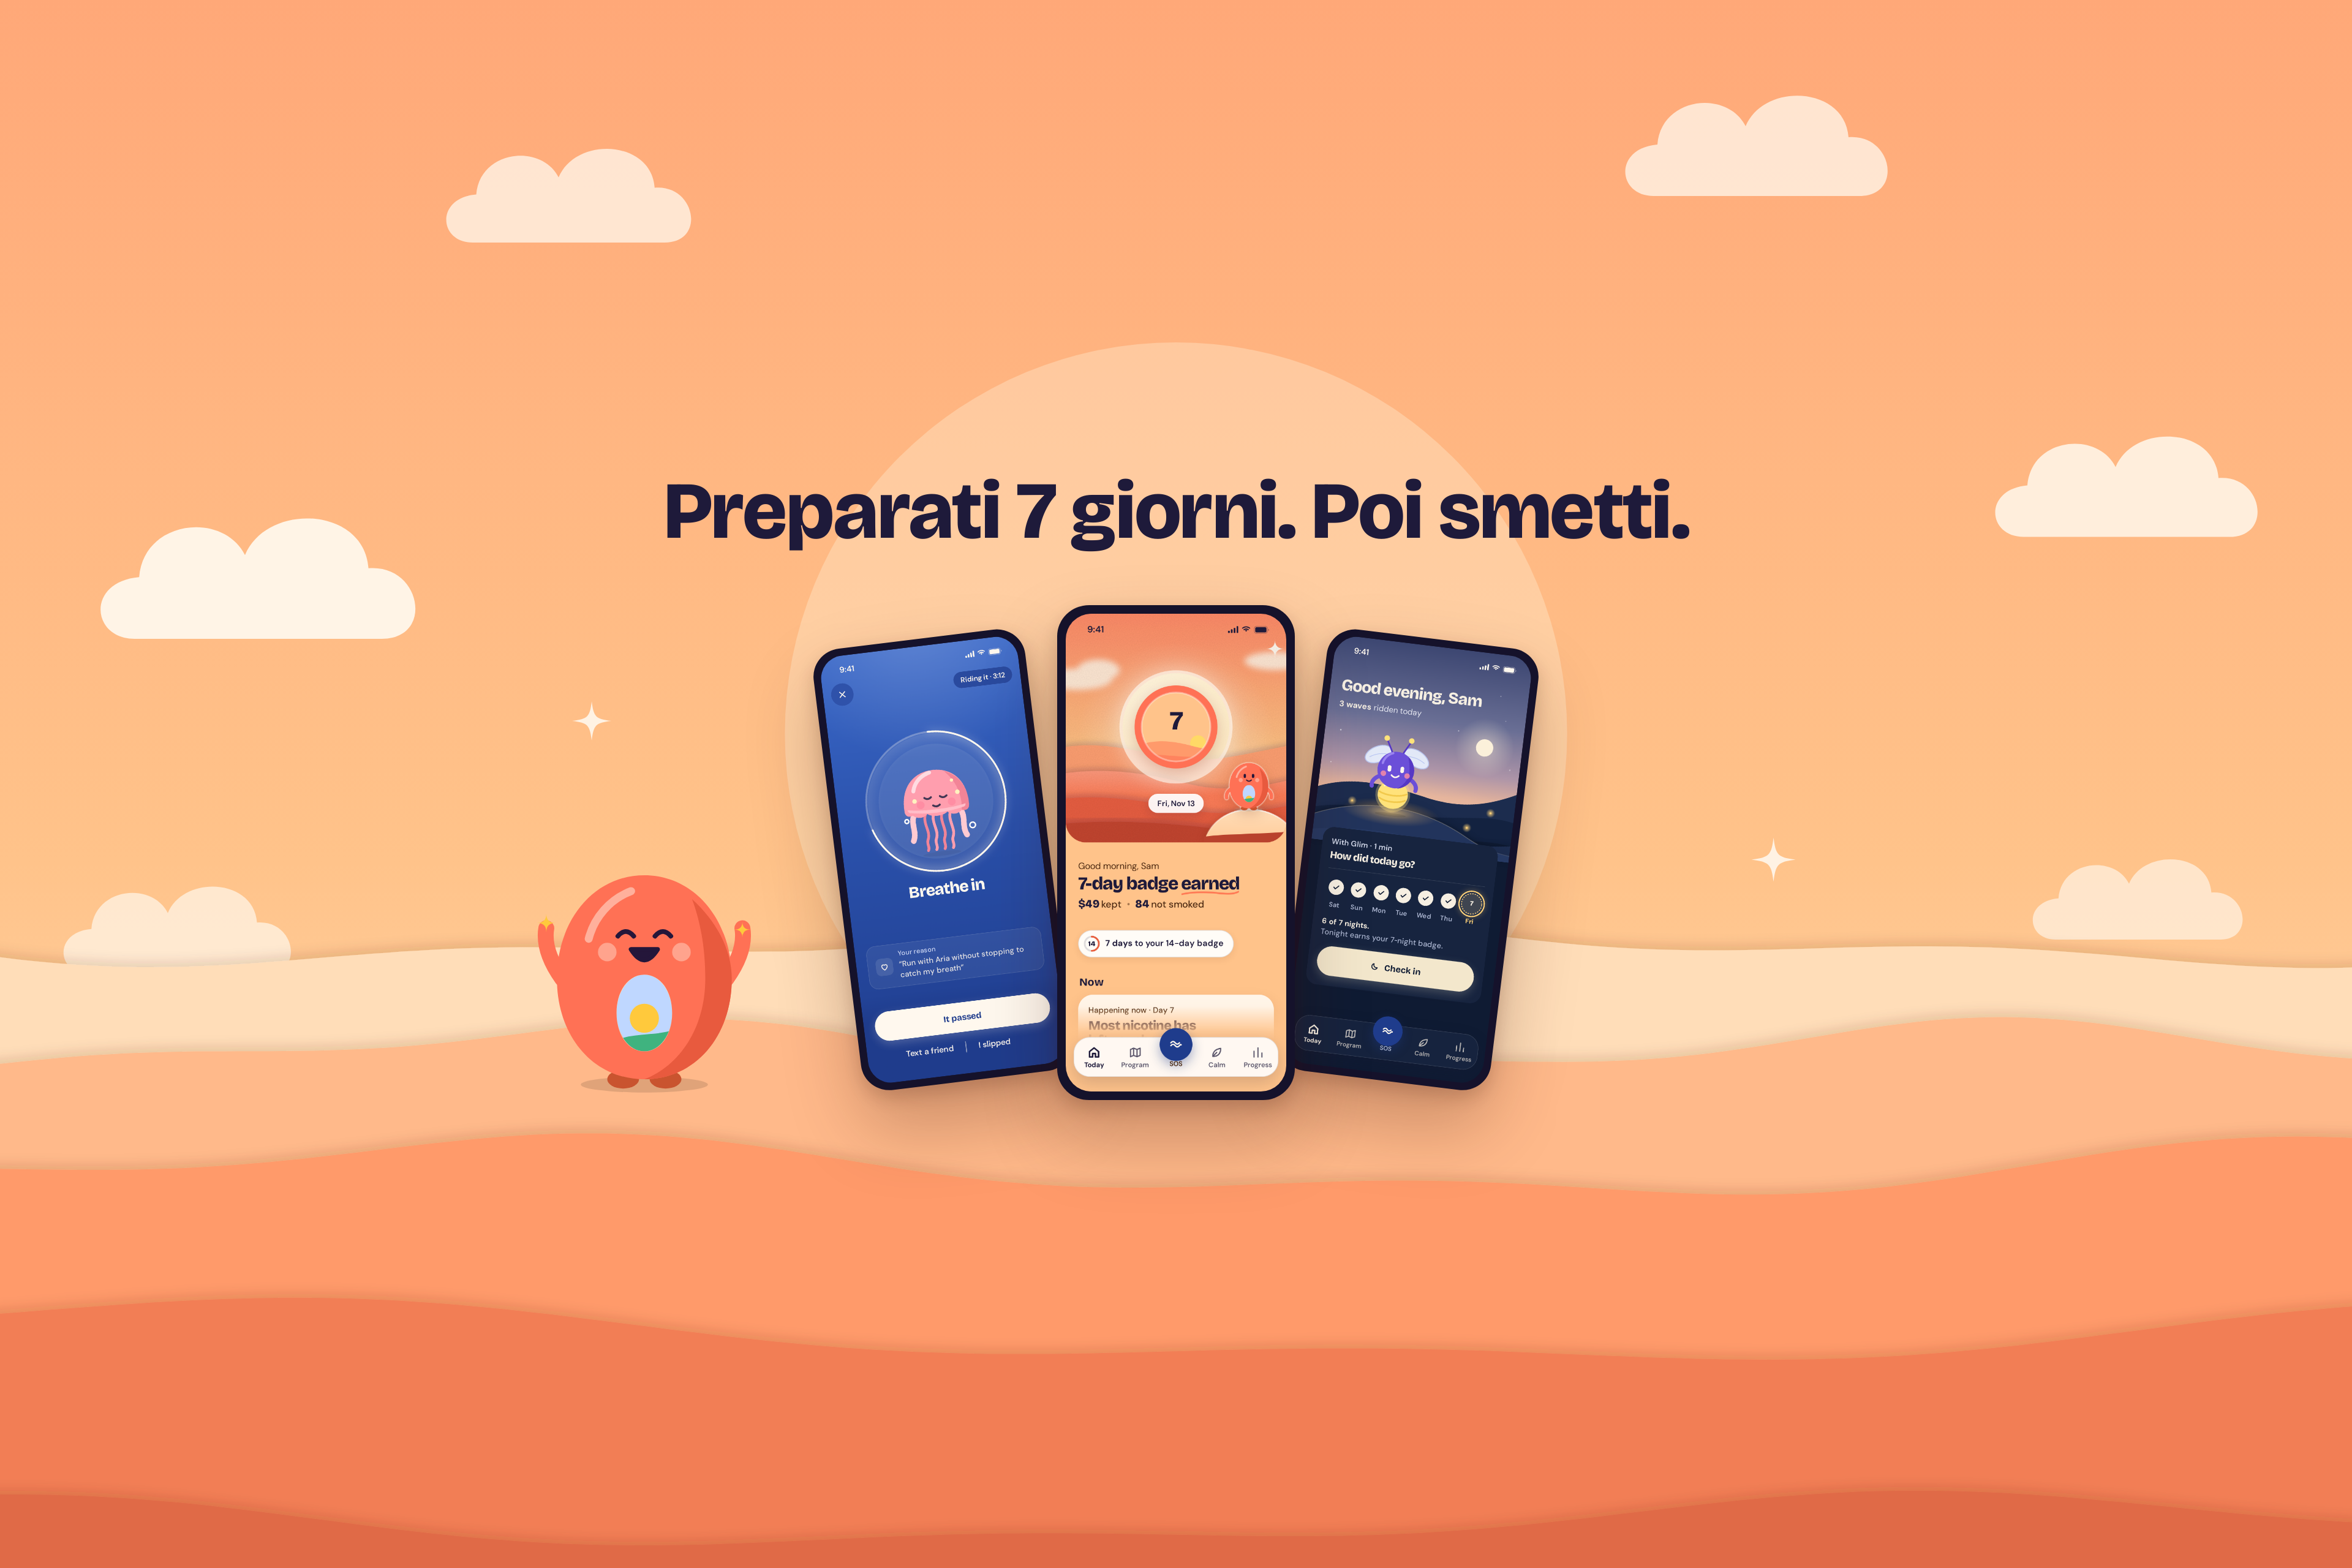 Preparati 7 giorni. Poi smetti.
9:41
Riding it · 3:12
Breathe in
Your reason
“Run with Aria without stopping to
catch my breath”
It passed
Text a friend
I slipped
9:41
7
Fri, Nov 13
Good morning, Sam
7-day badge earned
$49 kept · 84 not smoked
14
7 days to your 14-day badge
Now
Happening now · Day 7
Most nicotine has
Today
Program
SOS
Calm
Progress
9:41
Good evening, Sam
3 waves ridden today
With Glim · 1 min
How did today go?
7
Sat Sun Mon Tue Wed Thu Fri
6 of 7 nights.
Tonight earns your 7-night badge.
Check in
Today
Program
SOS
Calm
Progress